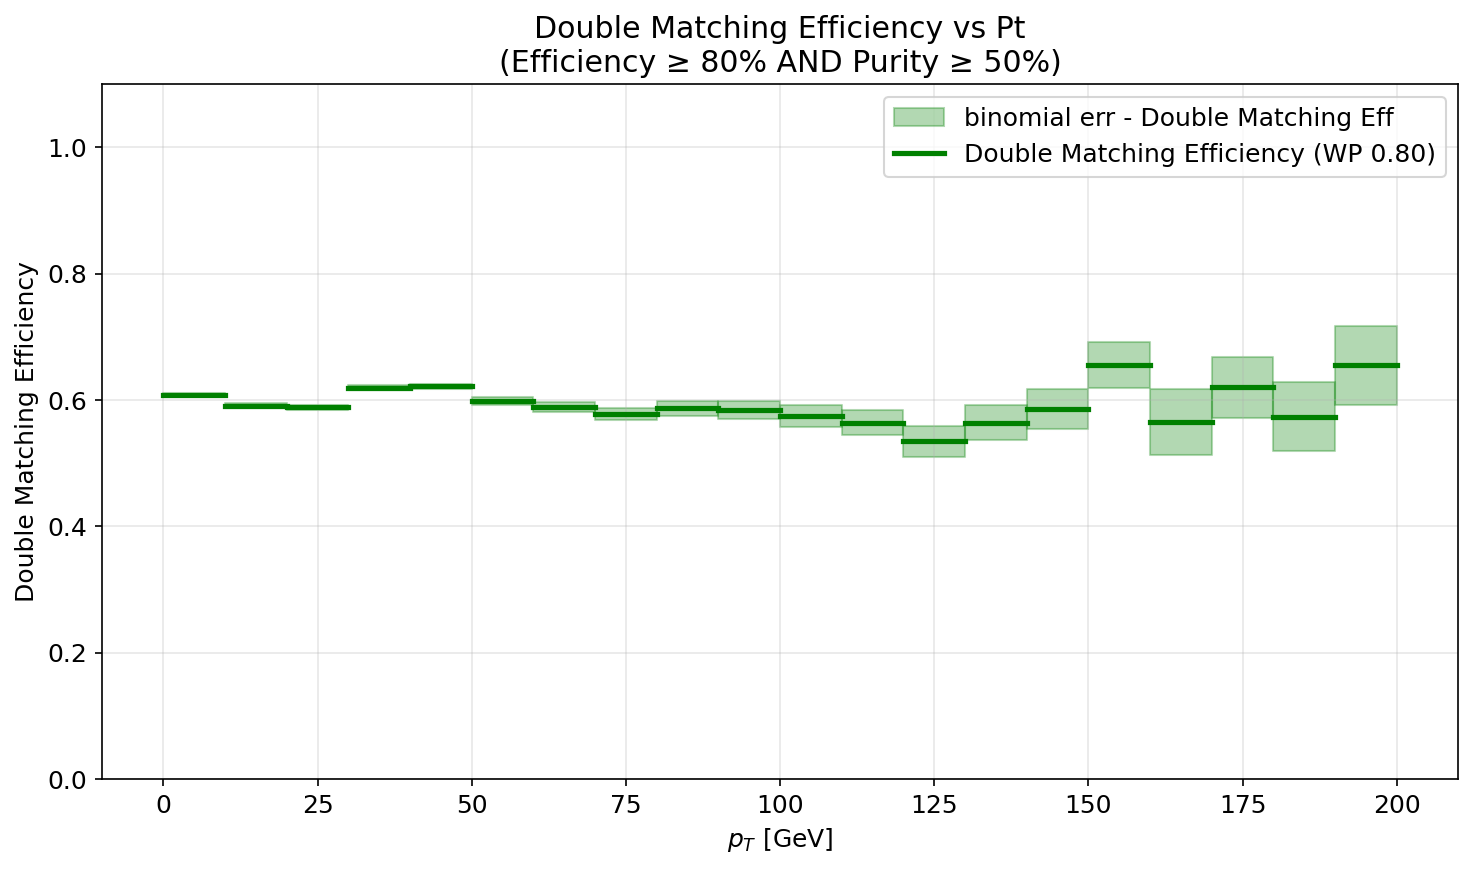 Double Matching Efficiency vs Pt
(Efficiency ≥ 80% AND Purity ≥ 50%)
binomial err - Double Matching Eff
Double Matching Efficiency (WP 0.80)
Double Matching Efficiency
1.0
0.8
0.6
0.4
0.2
0.0
0 25 50 75 100 125 150 175 200
p_T [GeV]